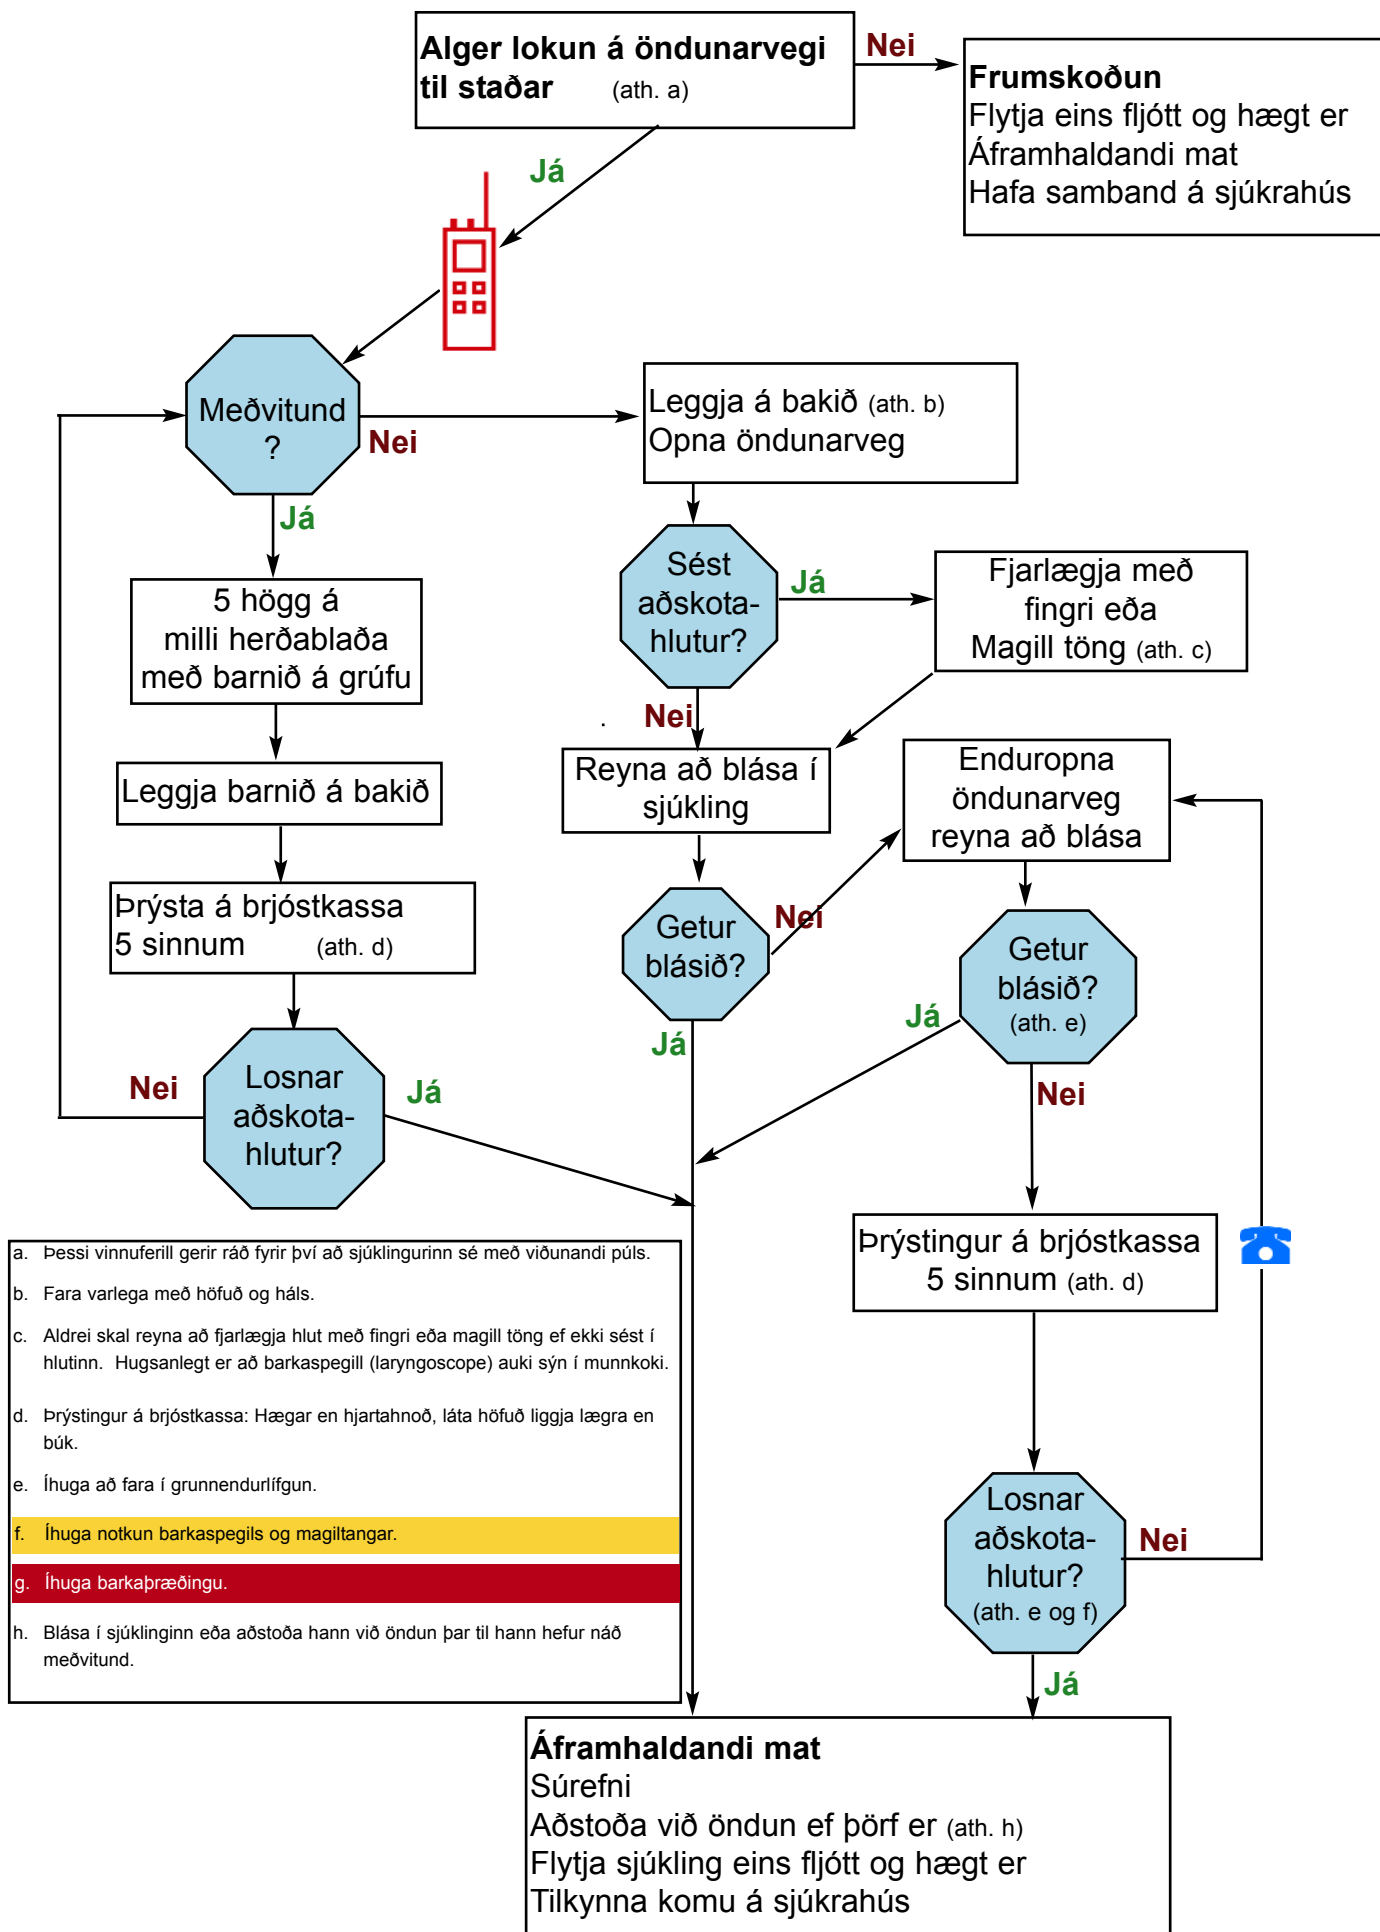 Alger lokun á öndunarvegi
til staðar (ath. a)
Nei
Frumskoðun
Flytja eins fljótt og hægt er
Áframhaldandi mat
Hafa samband á sjúkrahús
Já
Meðvitund
?
Nei
Leggja á bakið (ath. b)
Opna öndunarveg
Já
5 högg á
milli herðablaða
með barnið á grúfu
Sést
aðskota-
hlutur?
Já
Fjarlægja með
fingri eða
Magill töng (ath. c)
. Nei
Leggja barnið á bakið
Reyna að blása í
sjúkling
Enduropna
öndunarveg
reyna að blása
Þrýsta á brjóstkassa
5 sinnum (ath. d)
Getur
blásið?
Nei
Getur
blásið?
(ath. e)
Já
Já
Nei
Losnar
aðskota-
hlutur?
Nei
Já
Þrýstingur á brjóstkassa
5 sinnum (ath. d)
a. Þessi vinnuferill gerir ráð fyrir því að sjúklingurinn sé með viðunandi púls.
b. Fara varlega með höfuð og háls.
c. Aldrei skal reyna að fjarlægja hlut með fingri eða magill töng ef ekki sést í
hlutinn. Hugsanlegt er að barkaspegill (laryngoscope) auki sýn í munnkoki.
d. Þrýstingur á brjóstkassa: Hægar en hjartahnoð, láta höfuð liggja lægra en
búk.
e. Íhuga að fara í grunnendurlífgun.
f. Íhuga notkun barkaspegils og magiltangar.
g. Íhuga barkaþræðingu.
h. Blása í sjúklinginn eða aðstoða hann við öndun þar til hann hefur náð
meðvitund.
Losnar
aðskota-
hlutur?
(ath. e og f)
Nei
Já
Áframhaldandi mat
Súrefni
Aðstoða við öndun ef þörf er (ath. h)
Flytja sjúkling eins fljótt og hægt er
Tilkynna komu á sjúkrahús